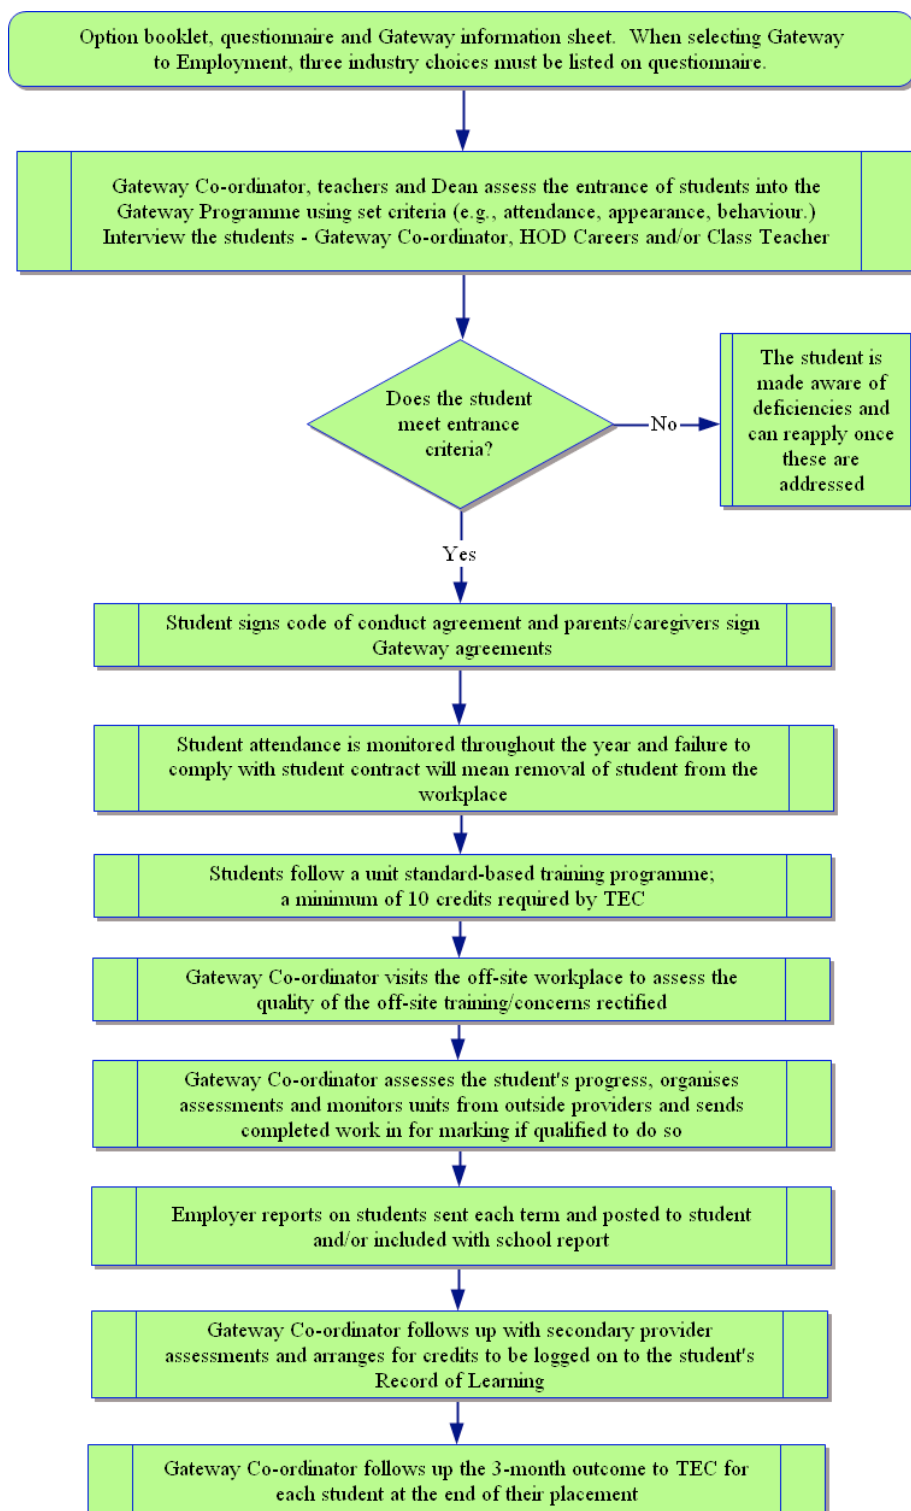 Option booklet, questionnaire and Gateway information sheet.  When selecting Gateway
to Employment, three industry choices must be listed on questionnaire.
Gateway Co-ordinator, teachers and Dean assess the entrance of students into the
Gateway Programme using set criteria (e.g., attendance, appearance, behaviour.)
Interview the students - Gateway Co-ordinator, HOD Careers and/or Class Teacher
Does the student
meet entrance
criteria?
No
The student is
made aware of
deficiencies and
can reapply once
these are
addressed
Yes
Student signs code of conduct agreement and parents/caregivers sign
Gateway agreements
Student attendance is monitored throughout the year and failure to
comply with student contract will mean removal of student from the
workplace
Students follow a unit standard-based training programme;
a minimum of 10 credits required by TEC
Gateway Co-ordinator visits the off-site workplace to assess the
quality of the off-site training/concerns rectified
Gateway Co-ordinator assesses the student's progress, organises
assessments and monitors units from outside providers and sends
completed work in for marking if qualified to do so
Employer reports on students sent each term and posted to student
and/or included with school report
Gateway Co-ordinator follows up with secondary provider
assessments and arranges for credits to be logged on to the student's
Record of Learning
Gateway Co-ordinator follows up the 3-month outcome to TEC for
each student at the end of their placement